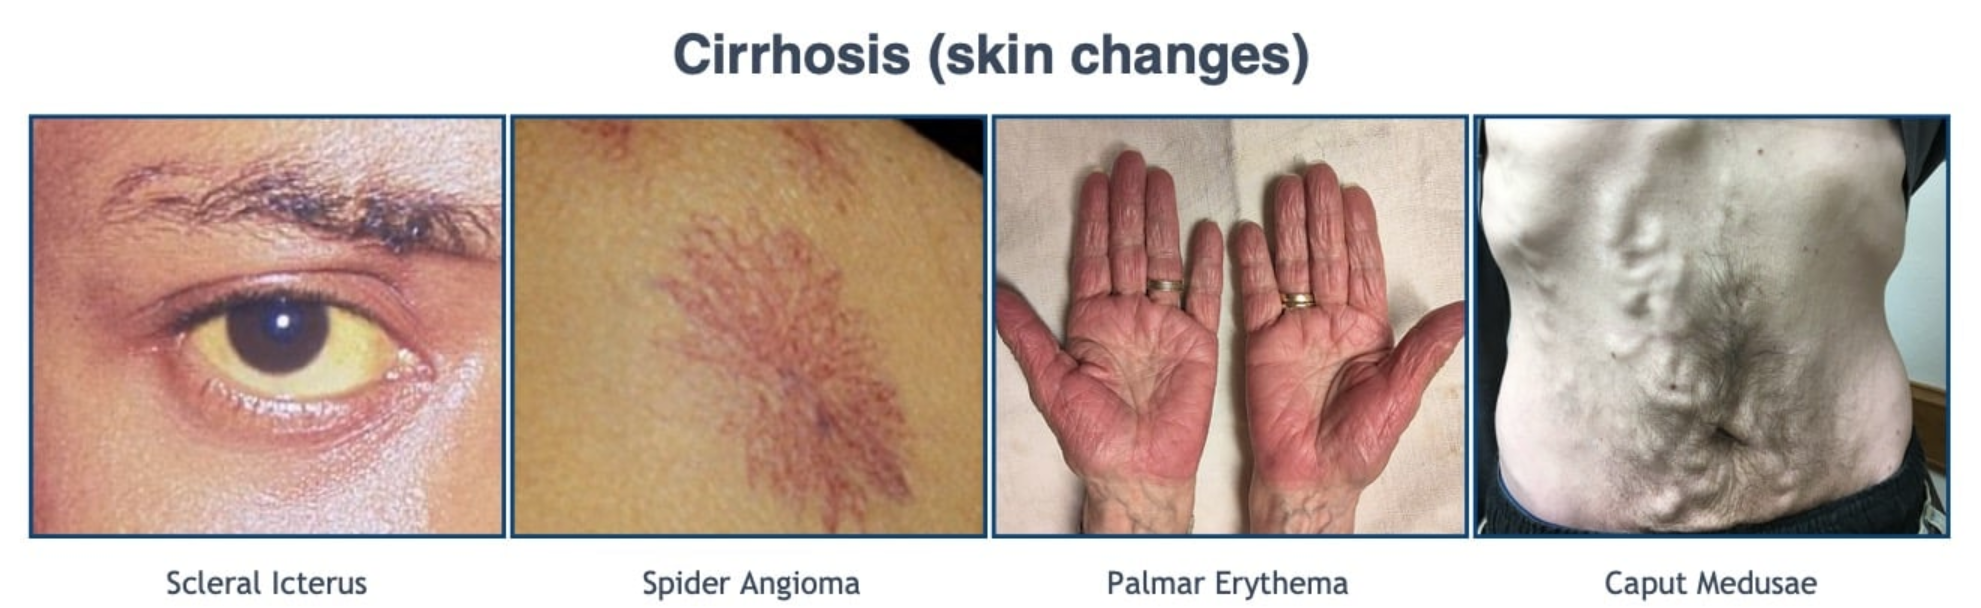 Cirrhosis (skin changes)
Scleral Icterus
Spider Angioma
Palmar Erythema
Caput Medusae